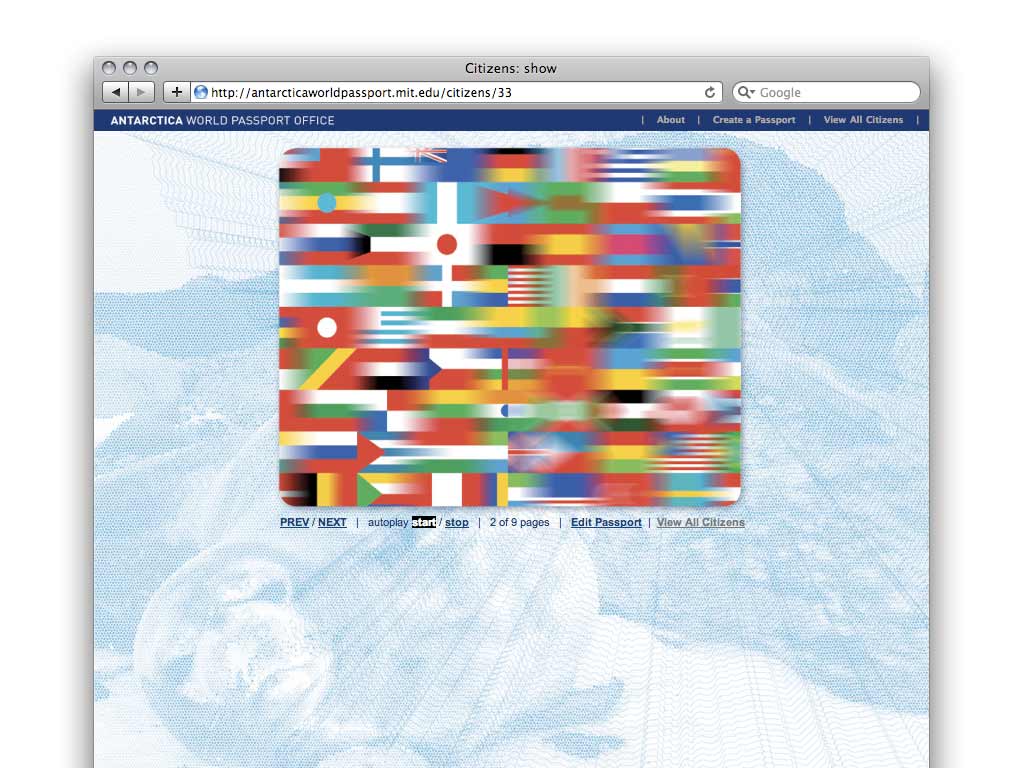 Citizens: show
http://antarcticaworldpassport.mit.edu/citizens/33
Google
ANTARCTICA WORLD PASSPORT OFFICE | About | Create a Passport | View All Citizens |
PREV / NEXT | autoplay start / stop | 2 of 9 pages | Edit Passport | View All Citizens